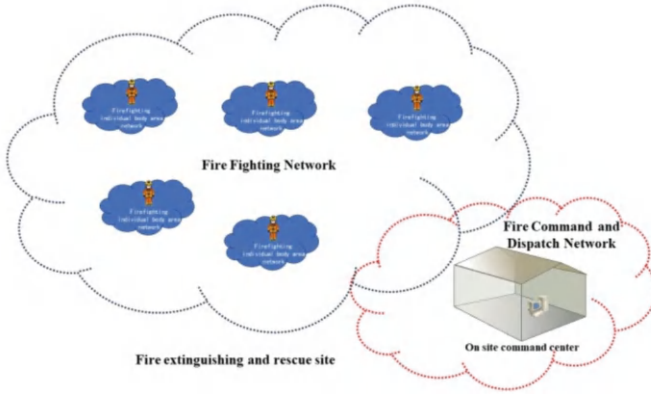 Firefighting
individual body area
network
Firefighting
individual body area
network
Firefighting
individual body area
network
Fire Fighting Network
Firefighting
individual body area
network
Firefighting
individual body area
network
Fire Command and
Dispatch Network
On site command center
Fire extinguishing and rescue site